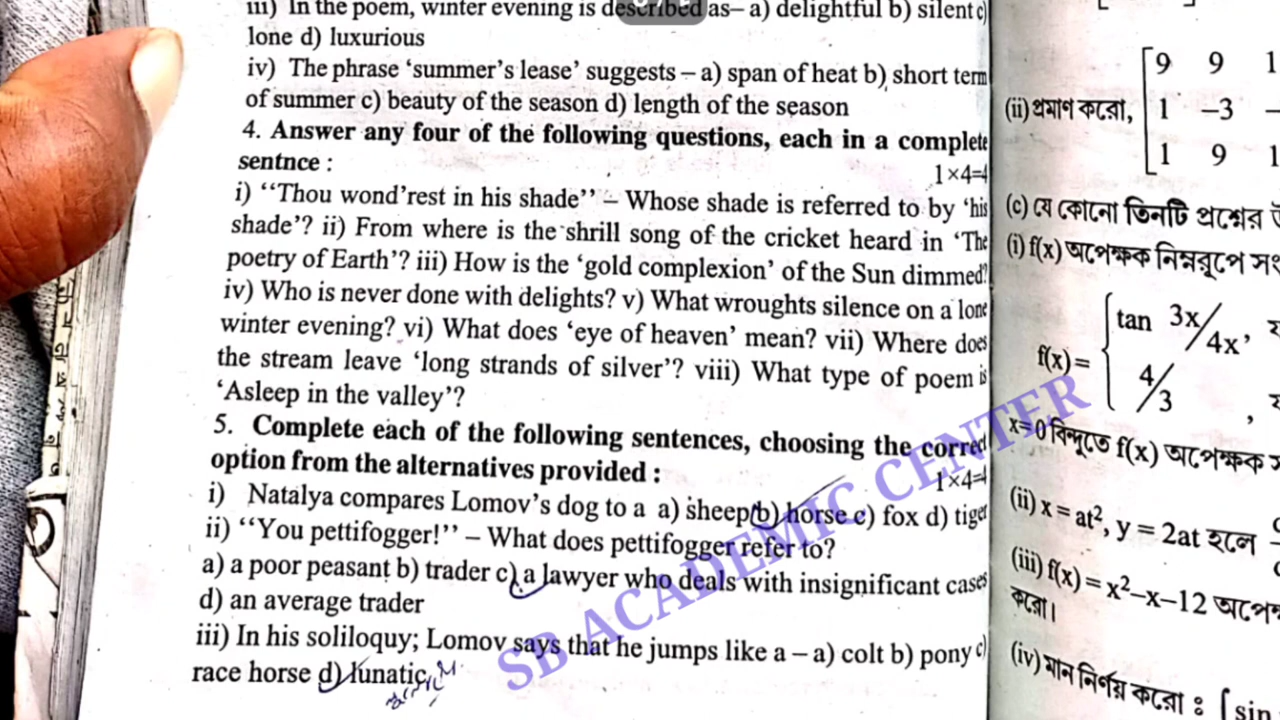 iii) In the poem, winter evening is described as– a) delightful b) silent c)
lone d) luxurious
iv) The phrase ‘summer’s lease’ suggests – a) span of heat b) short term
of summer c) beauty of the season d) length of the season
4. Answer any four of the following questions, each in a complete
sentnce :
1×4=4
i) “Thou wond’rest in his shade” – Whose shade is referred to by ‘his
shade’? ii) From where is the shrill song of the cricket heard in ‘The
poetry of Earth’? iii) How is the ‘gold complexion’ of the Sun dimmed?
iv) Who is never done with delights? v) What wroughts silence on a lone
winter evening? vi) What does ‘eye of heaven’ mean? vii) Where does
the stream leave ‘long strands of silver’? viii) What type of poem is
‘Asleep in the valley’?
5. Complete each of the following sentences, choosing the correct
option from the alternatives provided :
1×4=4
i) Natalya compares Lomov’s dog to a a) sheep b) horse c) fox d) tiger
ii) “You pettifogger!” – What does pettifogger refer to?
a) a poor peasant b) trader c) a lawyer who deals with insignificant cases
d) an average trader
iii) In his soliloquy; Lomov says that he jumps like a – a) colt b) pony c)
race horse d) lunatic
SB ACADEMIC CENTER
9 9 1
(ii) প্রমাণ করো, 1 –3 –
1 9 1
(c) যে কোনো তিনটি প্রশ্নের
(i) f(x) অপেক্ষক নিম্নরূপে
tan 3x/4x,
f(x) =
4/3 ,
x=0 বিন্দুতে f(x) অপেক্ষক
(ii) x = at², y = 2at হলে
(iii) f(x) = x²–x–12
করো।
(iv) মান নির্ণয় করো : ∫ sin